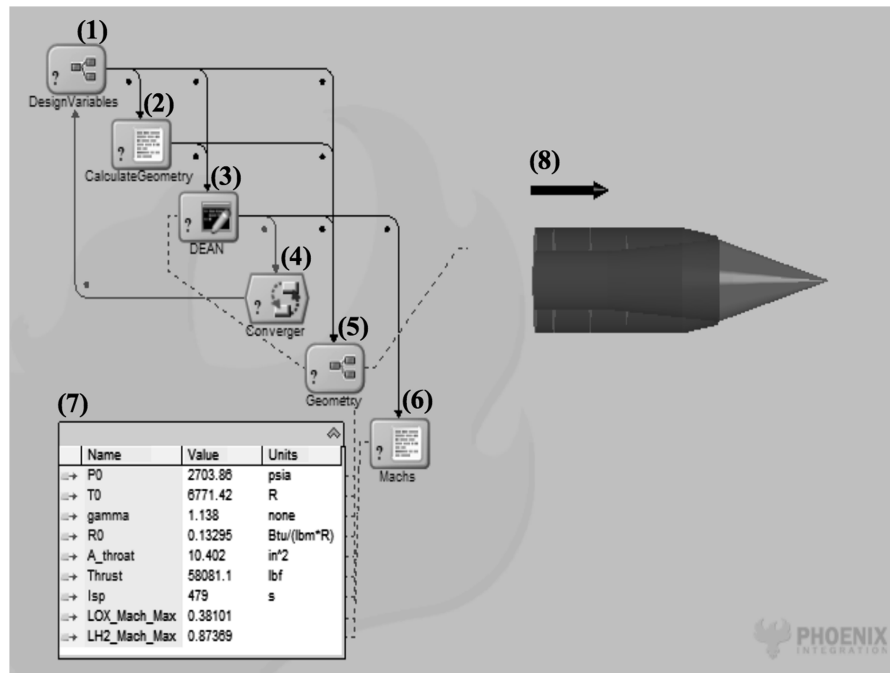 (1)
?
DesignVariables
(2)
?
CalculateGeometry
(3)
?
DEAN
(4)
?
Converger
(5)
?
Geometry
(6)
?
Machs
(7)
Name Value Units
P0 2703.86 psia
T0 6771.42 R
gamma 1.138 none
R0 0.13295 Btu/(lbm*R)
A_throat 10.402 in^2
Thrust 58081.1 lbf
Isp 479 s
LOX_Mach_Max 0.38101
LH2_Mach_Max 0.87369
(8)
PHOENIX
INTEGRATION